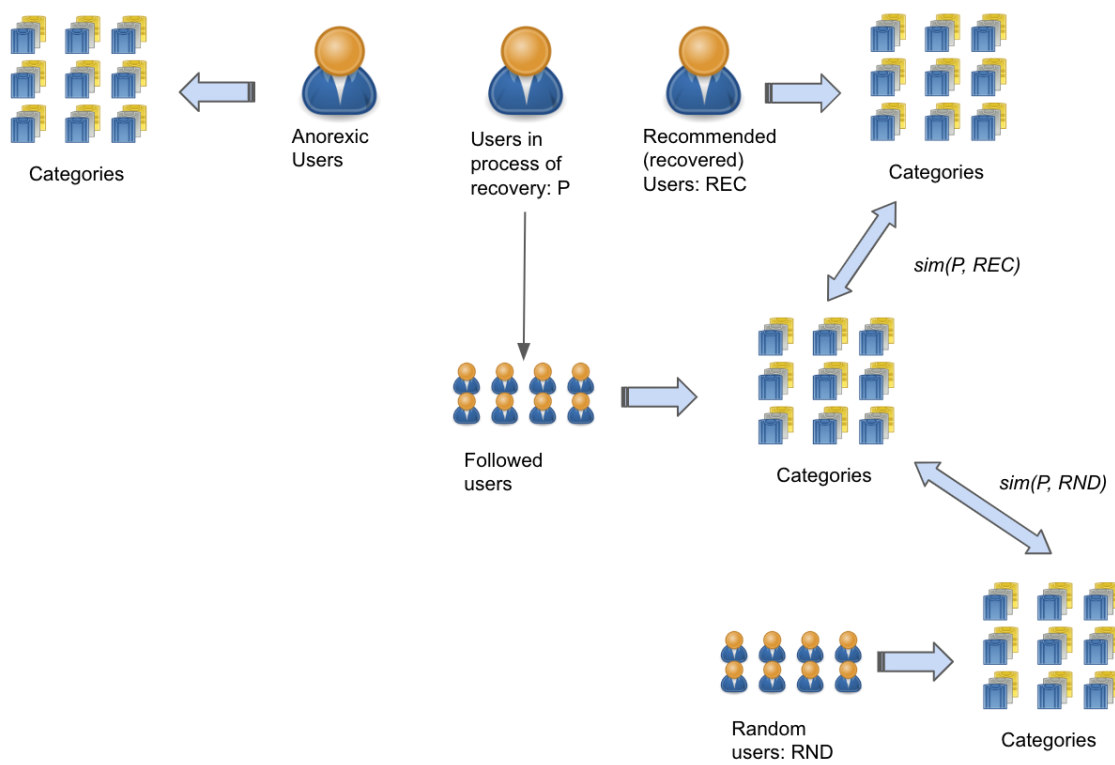 Categories
Anorexic
Users
Users in
process of
recovery: P
Recommended
(recovered)
Users: REC
Categories
sim(P, REC)
Followed
users
Categories
sim(P, RND)
Random
users: RND
Categories